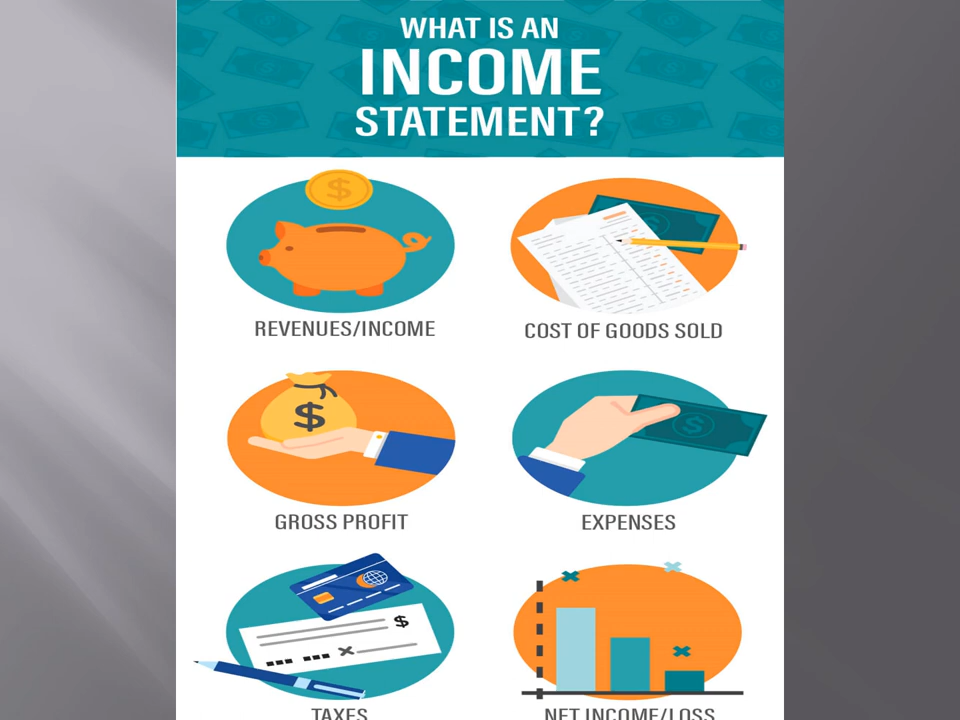 WHAT IS AN
INCOME
STATEMENT?
$
REVENUES/INCOME
COST OF GOODS SOLD
$
GROSS PROFIT
$
EXPENSES
$
TAXES
NET INCOME/LOSS